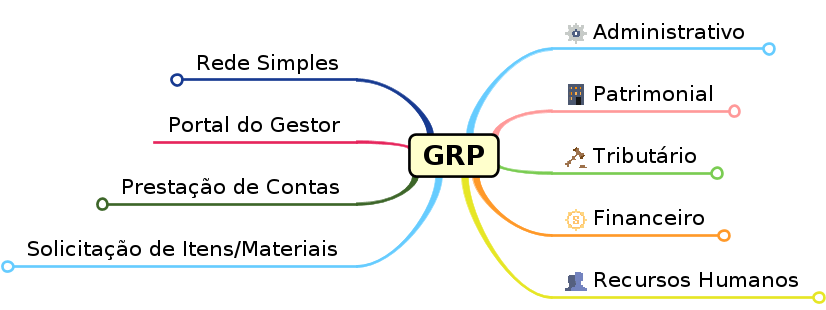 Rede Simples
Portal do Gestor
Prestação de Contas
Solicitação de Itens/Materiais
GRP
Administrativo
Patrimonial
Tributário
Financeiro
Recursos Humanos